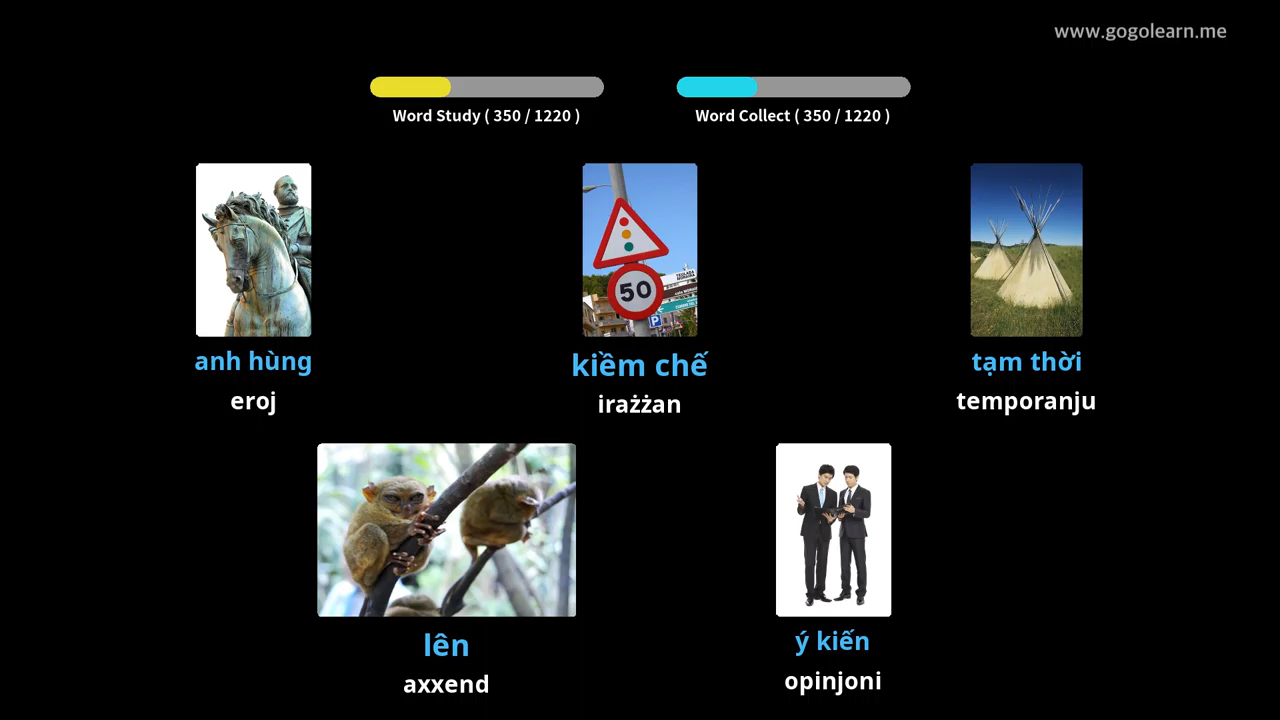 www.gogolearn.me
Word Study ( 350 / 1220 )
Word Collect ( 350 / 1220 )
50
P
anh hùng
kiềm chế
tạm thời
eroj
irażżan
temporanju
lên
ý kiến
axxend
opinjoni